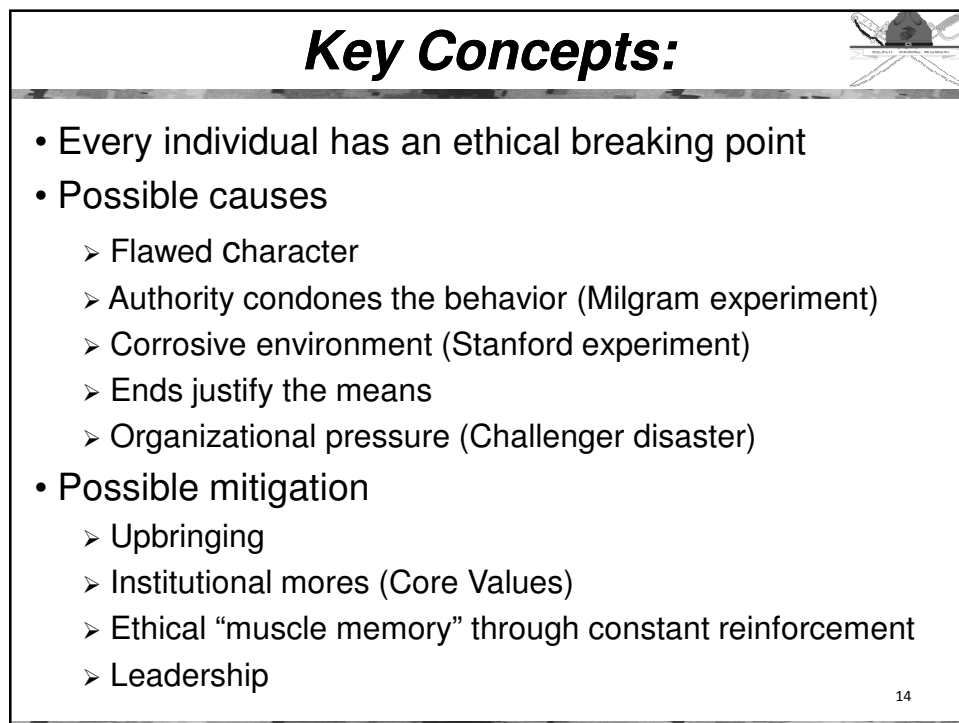 Key Concepts:
• Every individual has an ethical breaking point
• Possible causes
➢ Flawed character
➢ Authority condones the behavior (Milgram experiment)
➢ Corrosive environment (Stanford experiment)
➢ Ends justify the means
➢ Organizational pressure (Challenger disaster)
• Possible mitigation
➢ Upbringing
➢ Institutional mores (Core Values)
➢ Ethical “muscle memory” through constant reinforcement
➢ Leadership
14